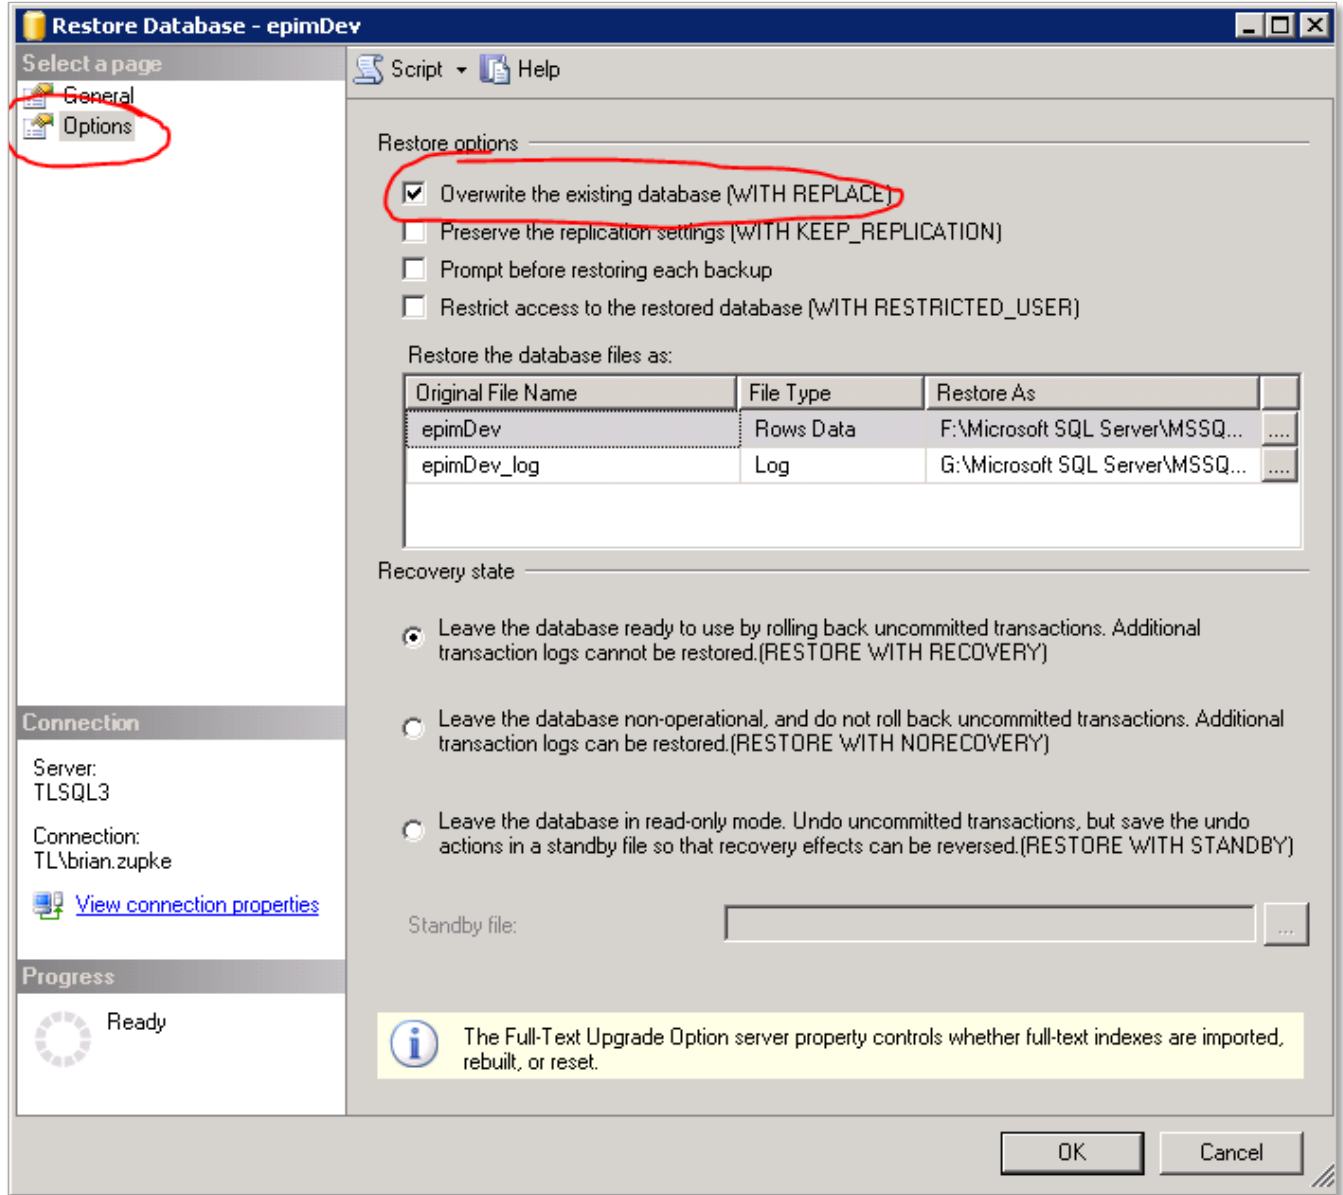 Restore Database - epimDev
Select a page
General
Options
Script
Help
Restore options
Overwrite the existing database (WITH REPLACE)
Preserve the replication settings (WITH KEEP_REPLICATION)
Prompt before restoring each backup
Restrict access to the restored database (WITH RESTRICTED_USER)
Restore the database files as:
Original File Name File Type Restore As
epimDev Rows Data F:\Microsoft SQL Server\MSSQ... ....
epimDev_log Log G:\Microsoft SQL Server\MSSQ... ....
Recovery state
Leave the database ready to use by rolling back uncommitted transactions. Additional
transaction logs cannot be restored.(RESTORE WITH RECOVERY)
Leave the database non-operational, and do not roll back uncommitted transactions. Additional
transaction logs can be restored.(RESTORE WITH NORECOVERY)
Leave the database in read-only mode. Undo uncommitted transactions, but save the undo
actions in a standby file so that recovery effects can be reversed.(RESTORE WITH STANDBY)
Standby file: ...
Connection
Server:
TLSQL3
Connection:
TL\brian.zupke
View connection properties
Progress
Ready
The Full-Text Upgrade Option server property controls whether full-text indexes are imported,
rebuilt, or reset.
OK Cancel